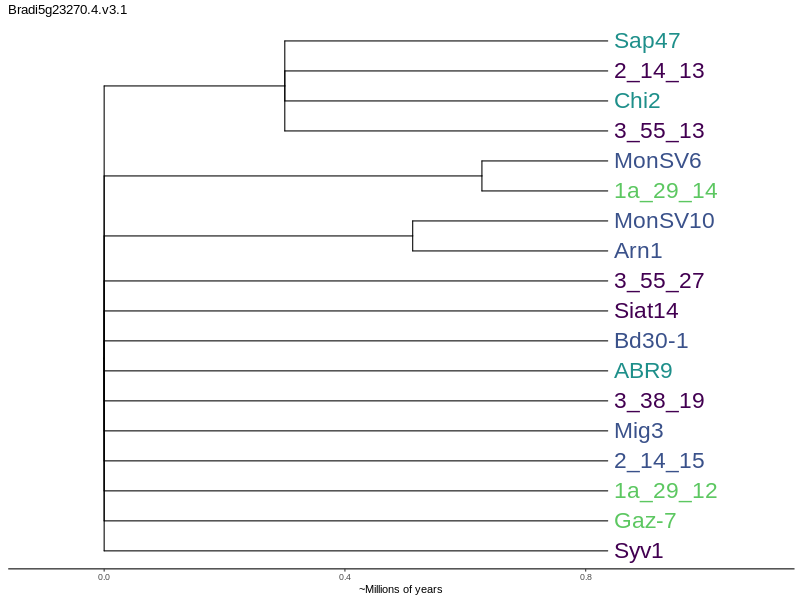 Bradi5g23270.4.v3.1
Sap47
2_14_13
Chi2
3_55_13
MonSV6
1a_29_14
MonSV10
Arn1
3_55_27
Siat14
Bd30-1
ABR9
3_38_19
Mig3
2_14_15
1a_29_12
Gaz-7
Syv1
0.0 0.4 0.8
~Millions of years